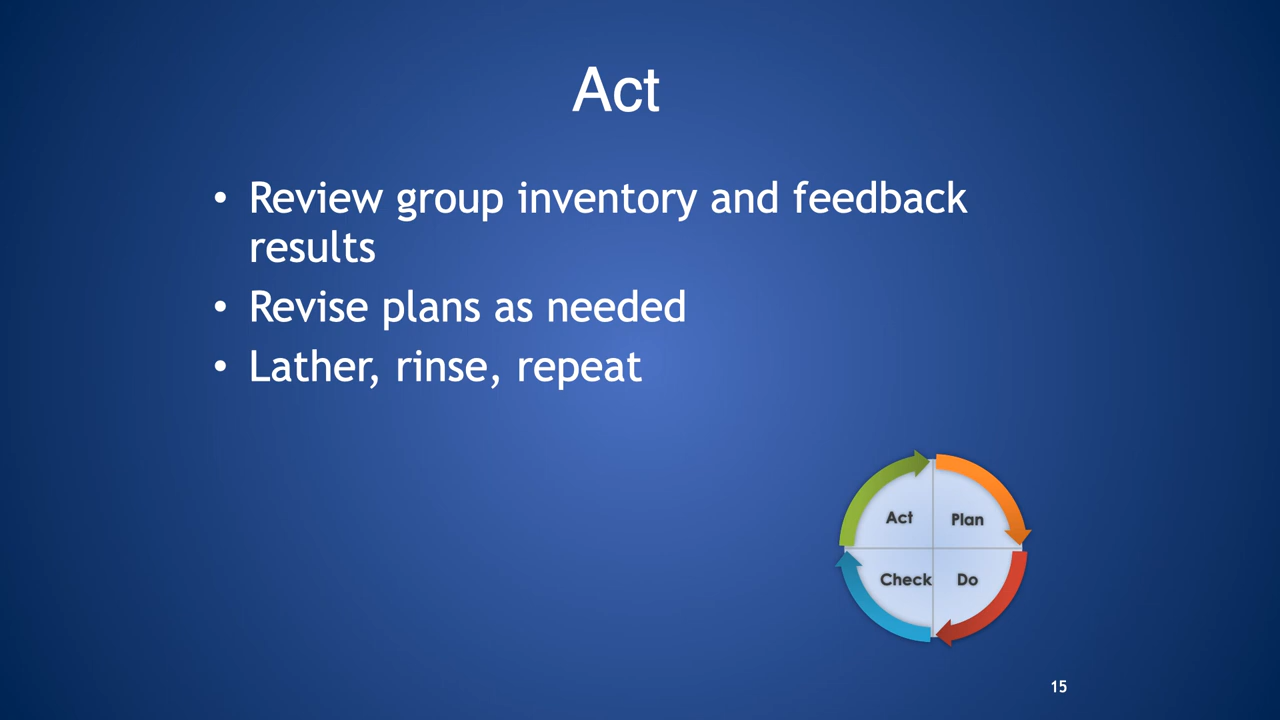 Act
• Review group inventory and feedback
results
• Revise plans as needed
• Lather, rinse, repeat
Act
Plan
Check
Do
15